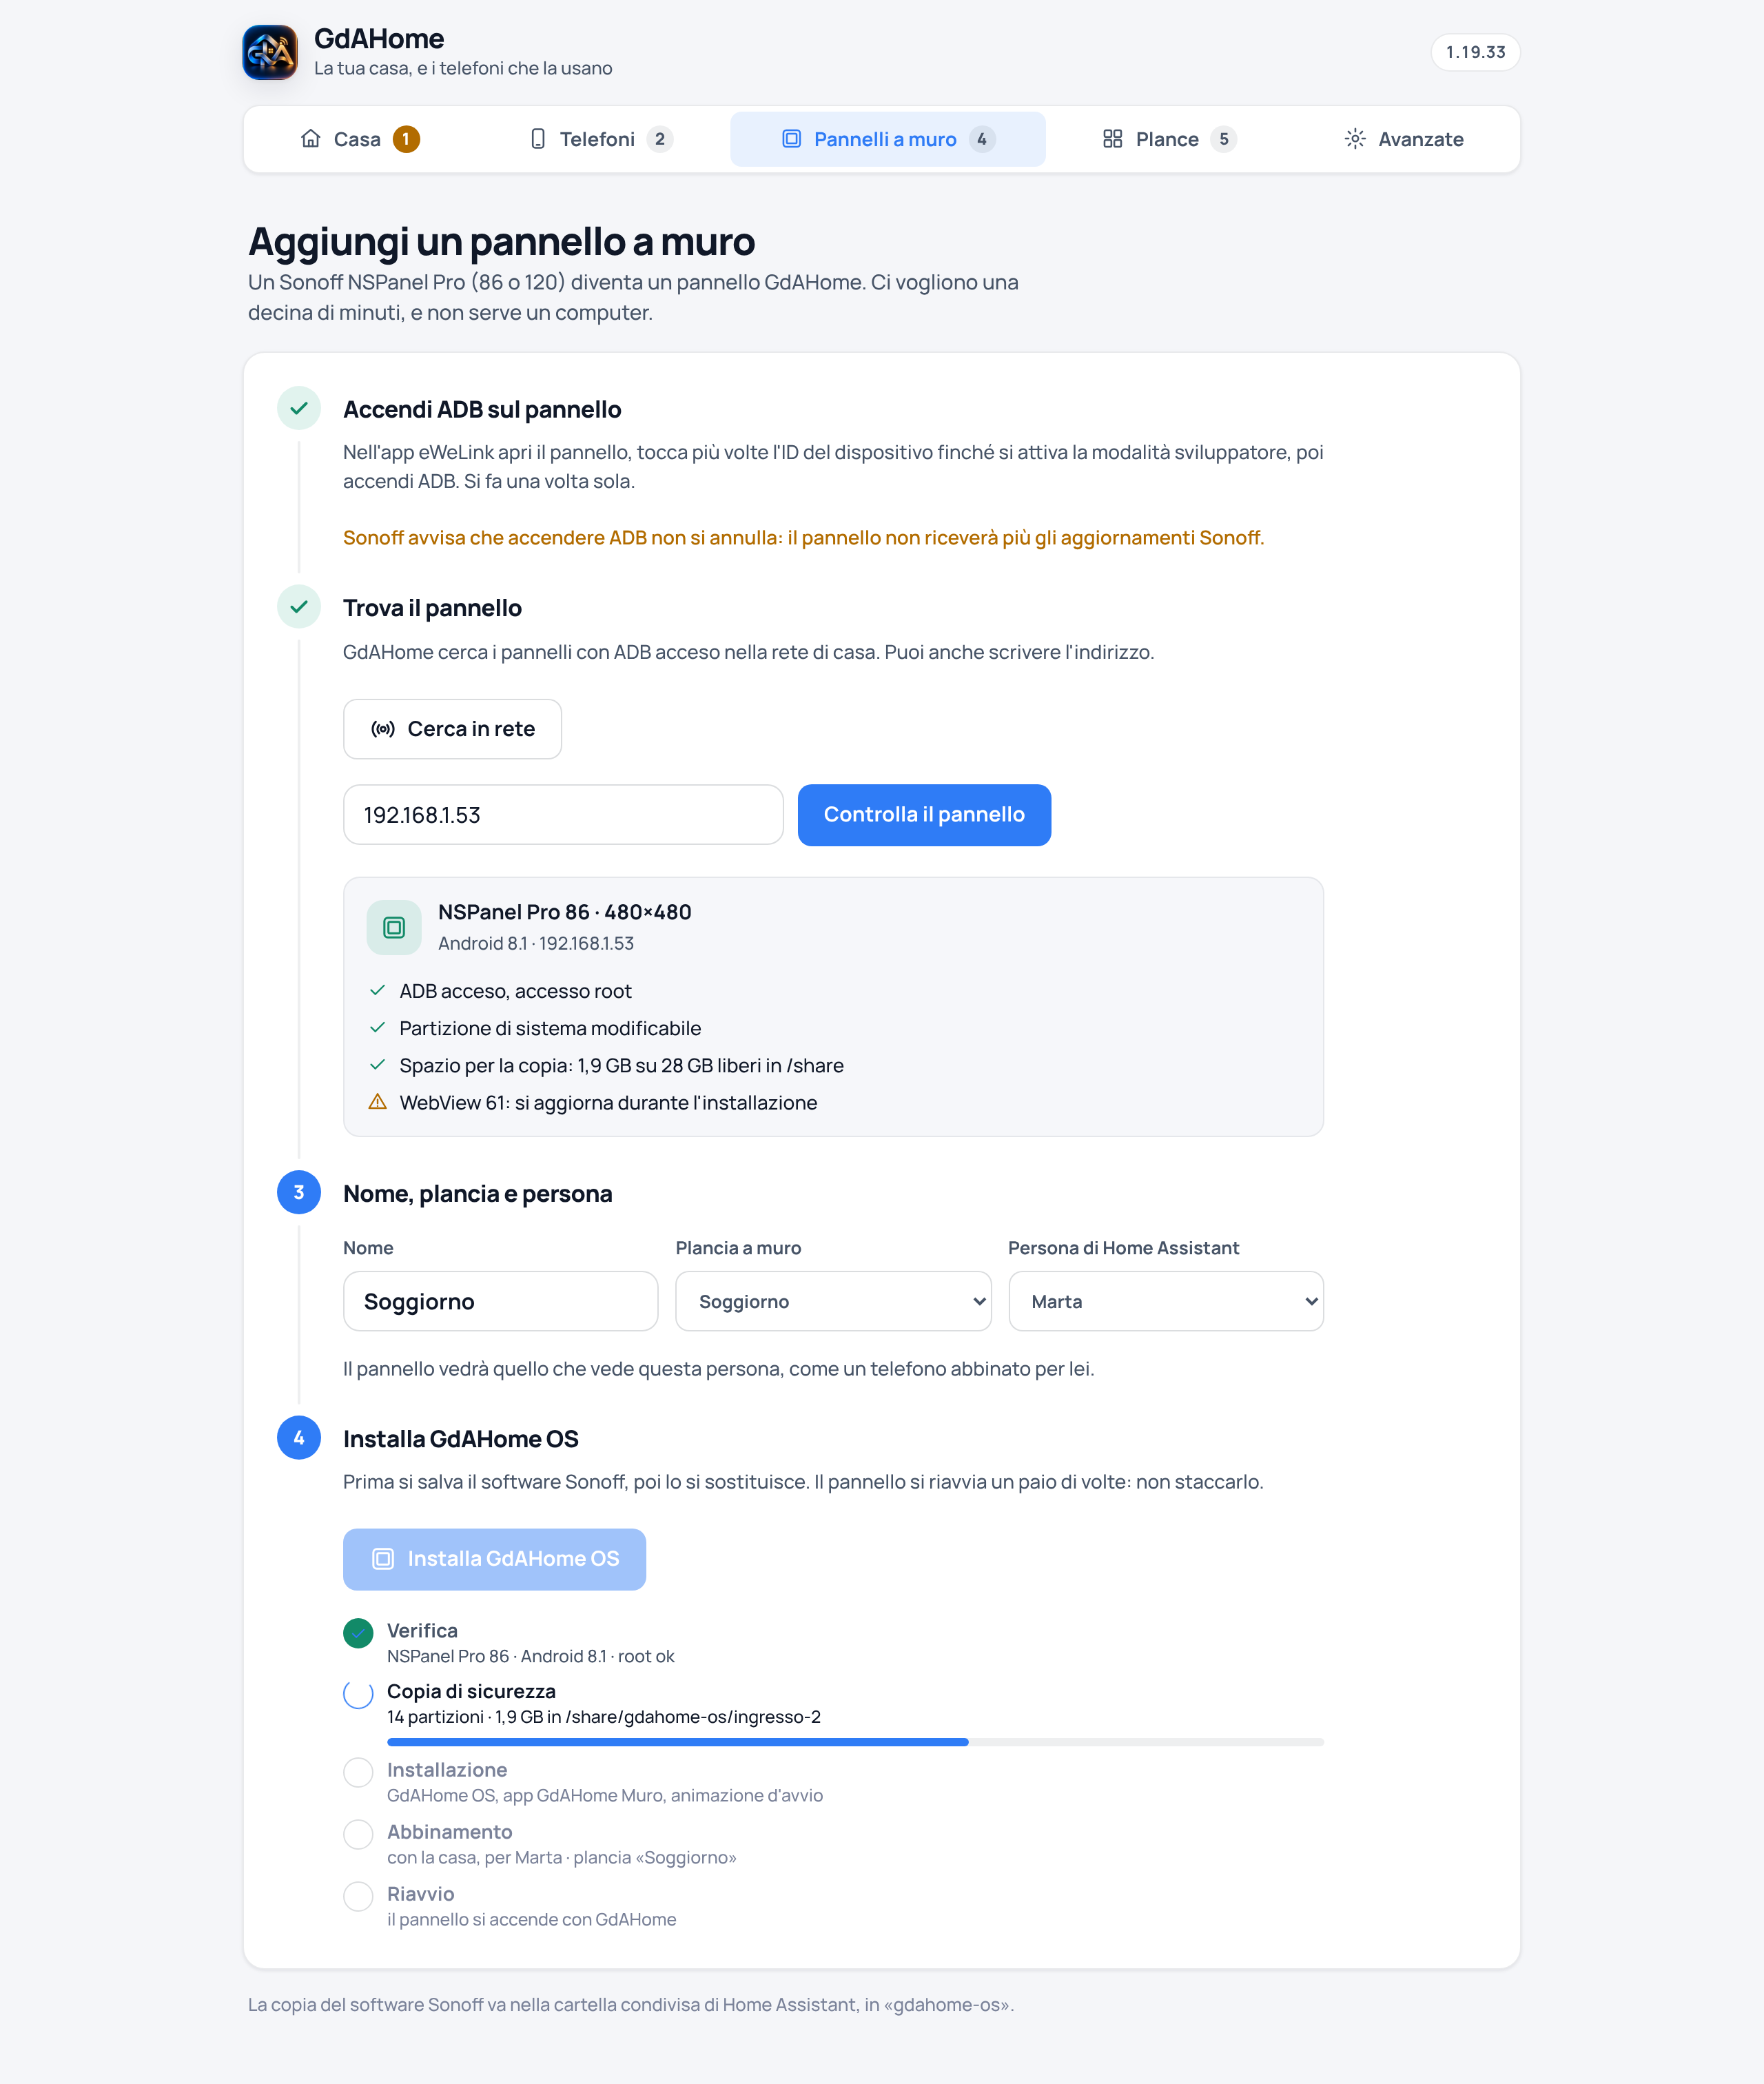 GdAHome
La tua casa, e i telefoni che la usano
1.19.33
Casa 1
Telefoni 2
Pannelli a muro 4
Plance 5
Avanzate
Aggiungi un pannello a muro
Un Sonoff NSPanel Pro (86 o 120) diventa un pannello GdAHome. Ci vogliono una
decina di minuti, e non serve un computer.
Accendi ADB sul pannello
Nell'app eWeLink apri il pannello, tocca più volte l'ID del dispositivo finché si attiva la modalità sviluppatore, poi
accendi ADB. Si fa una volta sola.
Sonoff avvisa che accendere ADB non si annulla: il pannello non riceverà più gli aggiornamenti Sonoff.
Trova il pannello
GdAHome cerca i pannelli con ADB acceso nella rete di casa. Puoi anche scrivere l'indirizzo.
Cerca in rete
192.168.1.53
Controlla il pannello
NSPanel Pro 86 · 480×480
Android 8.1 · 192.168.1.53
ADB acceso, accesso root
Partizione di sistema modificabile
Spazio per la copia: 1,9 GB su 28 GB liberi in /share
WebView 61: si aggiorna durante l'installazione
3 Nome, plancia e persona
Nome
Plancia a muro
Persona di Home Assistant
Soggiorno
Soggiorno
Marta
Il pannello vedrà quello che vede questa persona, come un telefono abbinato per lei.
4 Installa GdAHome OS
Prima si salva il software Sonoff, poi lo si sostituisce. Il pannello si riavvia un paio di volte: non staccarlo.
Installa GdAHome OS
Verifica
NSPanel Pro 86 · Android 8.1 · root ok
Copia di sicurezza
14 partizioni · 1,9 GB in /share/gdahome-os/ingresso-2
Installazione
GdAHome OS, app GdAHome Muro, animazione d'avvio
Abbinamento
con la casa, per Marta · plancia «Soggiorno»
Riavvio
il pannello si accende con GdAHome
La copia del software Sonoff va nella cartella condivisa di Home Assistant, in «gdahome-os».